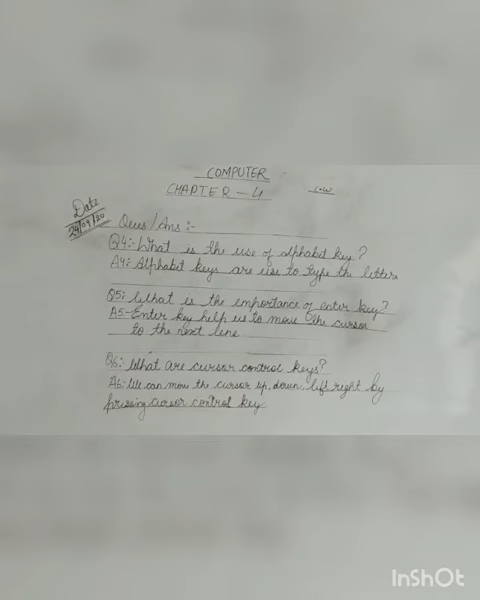 COMPUTER
CHAPTER - 4
C.W
Date
24/09/20
Ques/Ans:-
Q4:- What is the use of alphabet key?
A4:- Alphabet keys are use to type the letters
Q5: What is the importance of enter key?
A5- Enter key help us to move the cursor
to the next line
Q6: What are cursor control keys?
A6: We can move the cursor up, down, left, right by
pressing cursor control key
InShOt